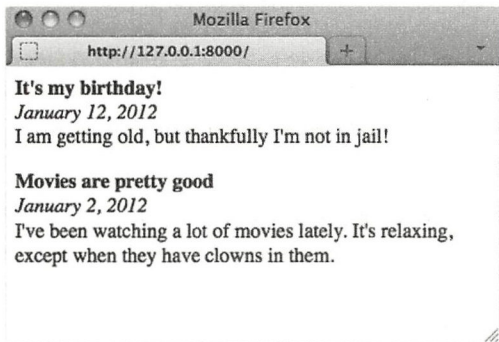 Mozilla Firefox
http://127.0.0.1:8000/
It's my birthday!
January 12, 2012
I am getting old, but thankfully I'm not in jail!
Movies are pretty good
January 2, 2012
I've been watching a lot of movies lately. It's relaxing,
except when they have clowns in them.